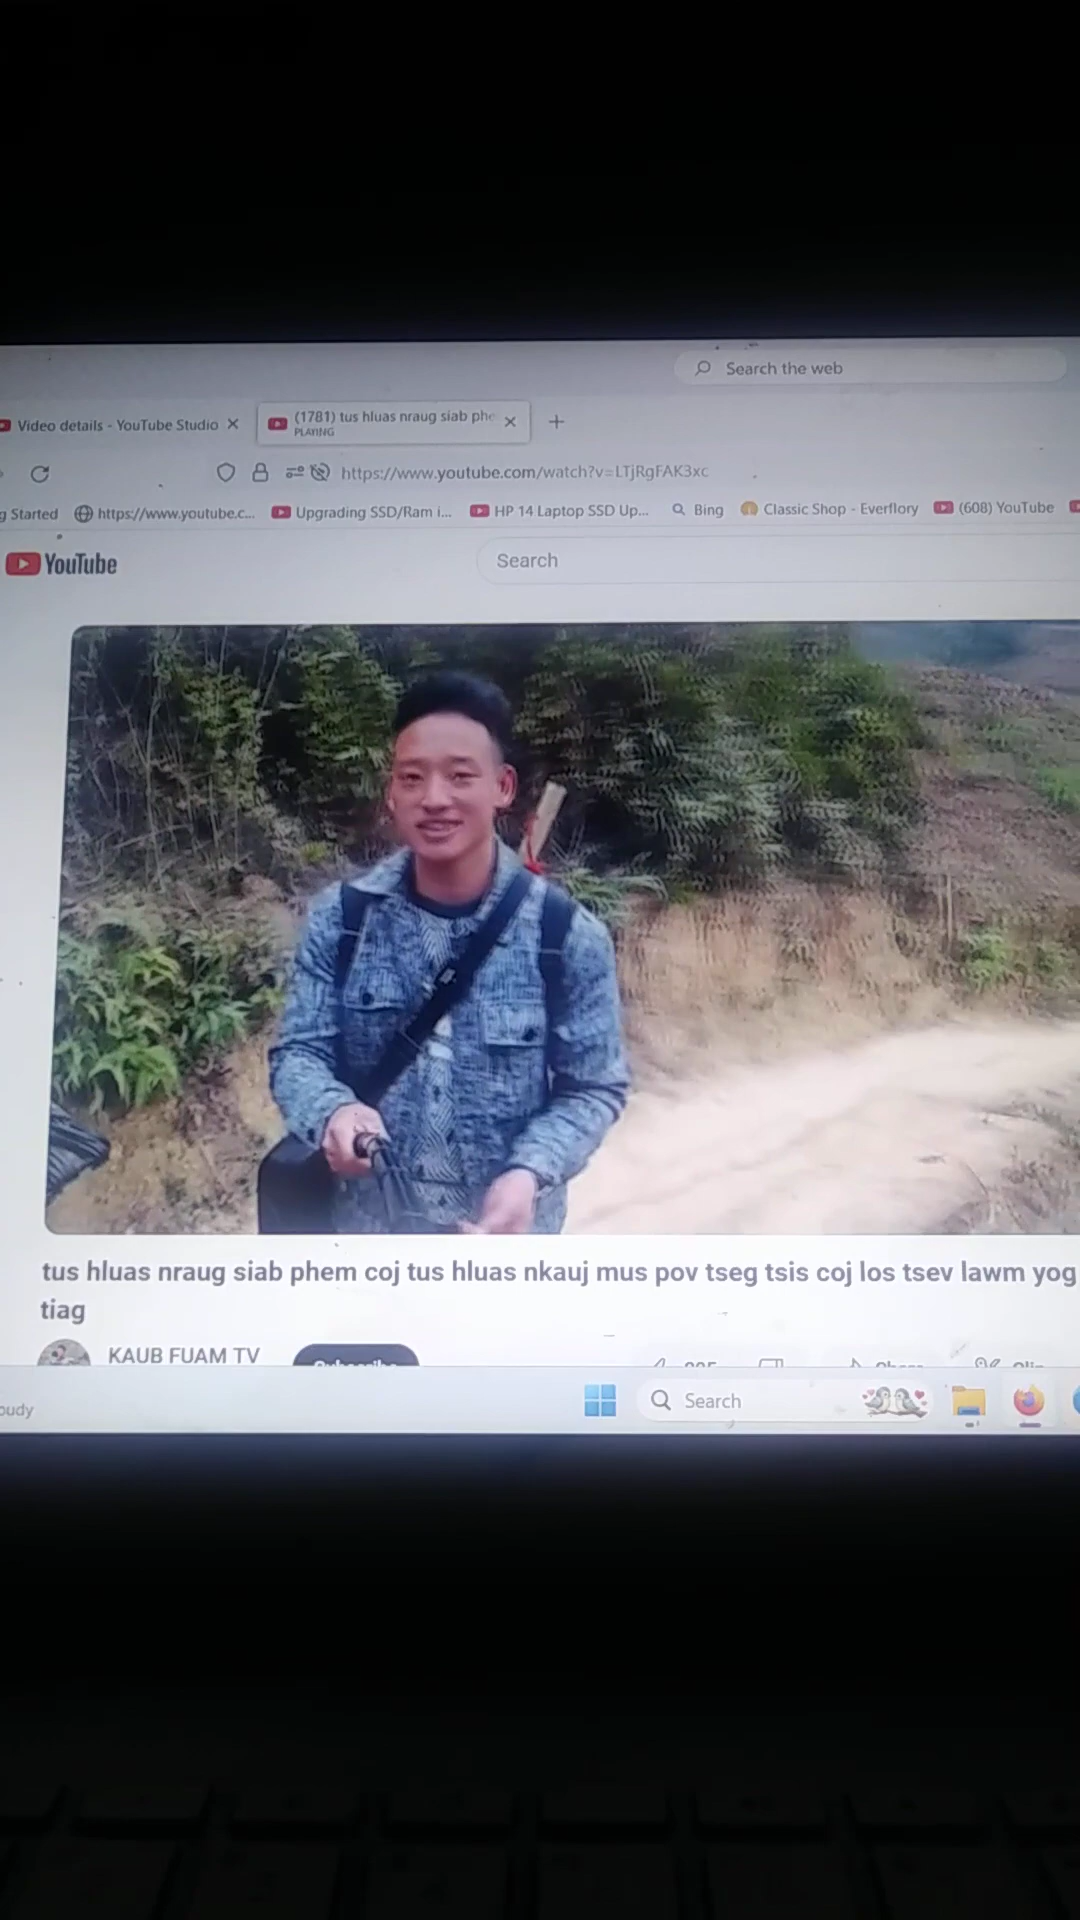 Search the web
Video details - YouTube Studio
(1781) tus hluas nraug siab phe
PLAYING
https://www.youtube.com/watch?v=LTjRgFAK3xc
g Started https://www.youtube.c... Upgrading SSD/Ram i... HP 14 Laptop SSD Up... Bing Classic Shop - Everflory (608) YouTube
YouTube
Search
tus hluas nraug siab phem coj tus hluas nkauj mus pov tseg tsis coj los tsev lawm yog
tiag
KAUB FUAM TV
Subscribe
oudy
Search